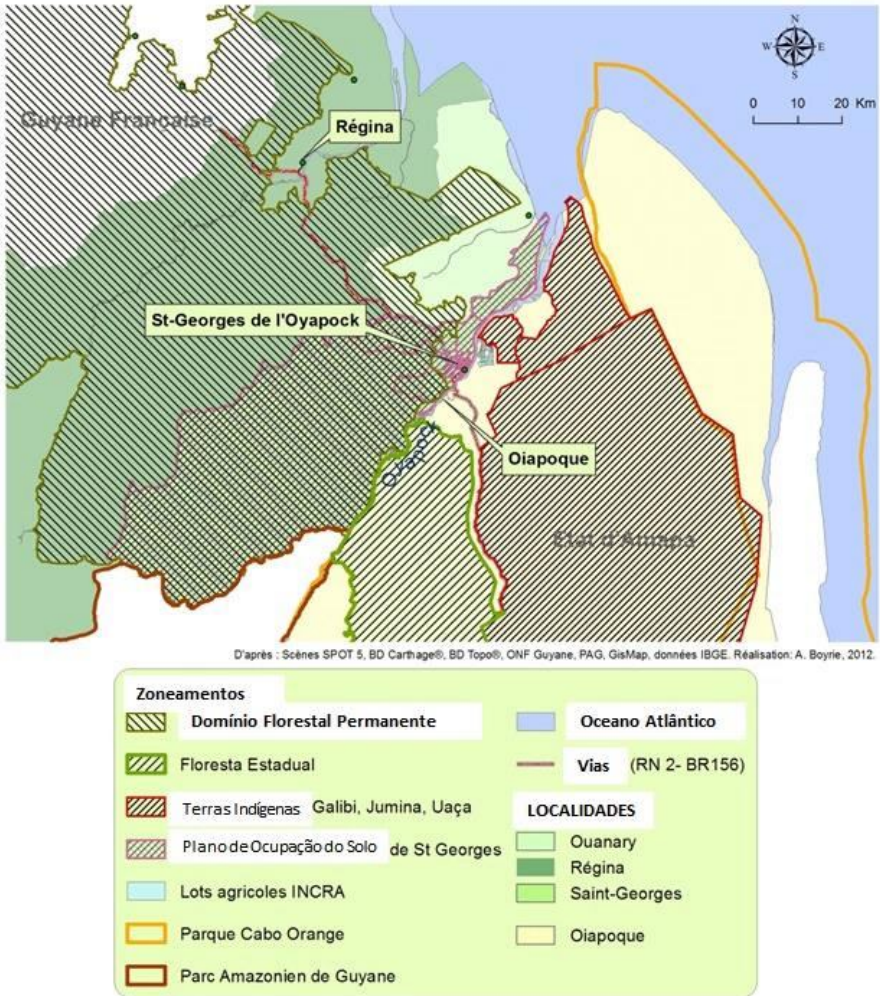 N
W E
S
0 10 20 Km
Guyane Française
Régina
St-Georges de l'Oyapock
Oiapoque
Oyapock
Etat d'Amapa
D'après : Scènes SPOT 5, BD Carthage®, BD Topo®, ONF Guyane, PAG, GisMap, données IBGE. Réalisation: A. Boyrie, 2012.
Zoneamentos
Domínio Florestal Permanente
Floresta Estadual
Terras Indígenas Galibi, Jumina, Uaça
Plano de Ocupação do Solo de St Georges
Lots agricoles INCRA
Parque Cabo Orange
Parc Amazonien de Guyane
Oceano Atlântico
Vias (RN 2- BR156)
LOCALIDADES
Ouanary
Régina
Saint-Georges
Oiapoque